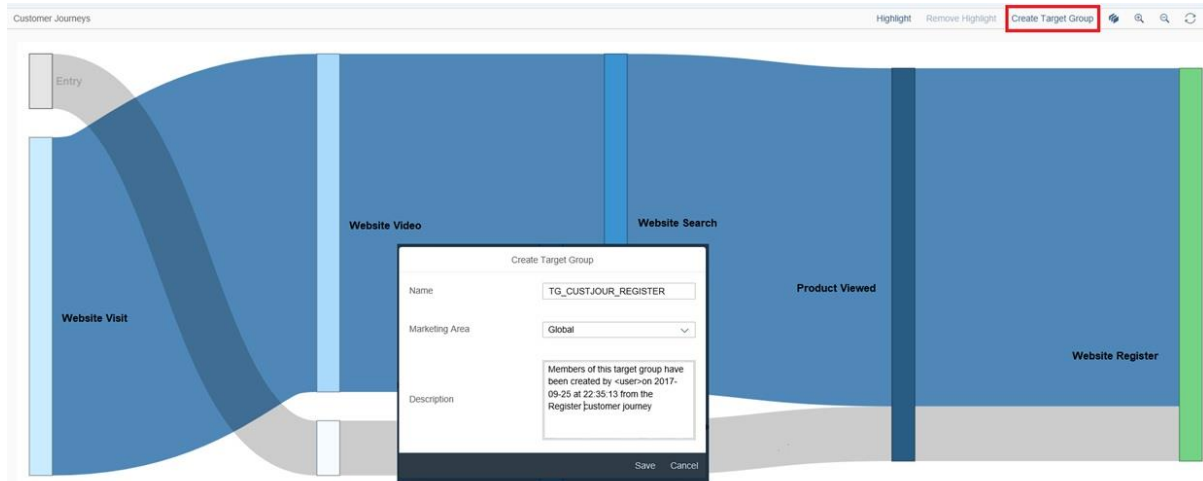 Customer Journeys
Highlight Remove Highlight Create Target Group
Entry
Website Visit
Website Video
Website Search
Product Viewed
Website Register
Create Target Group
Name TG_CUSTJOUR_REGISTER
Marketing Area Global
Description
Members of this target group have
been created by <user>on 2017-
09-25 at 22:35:13 from the
Register customer journey
Save Cancel